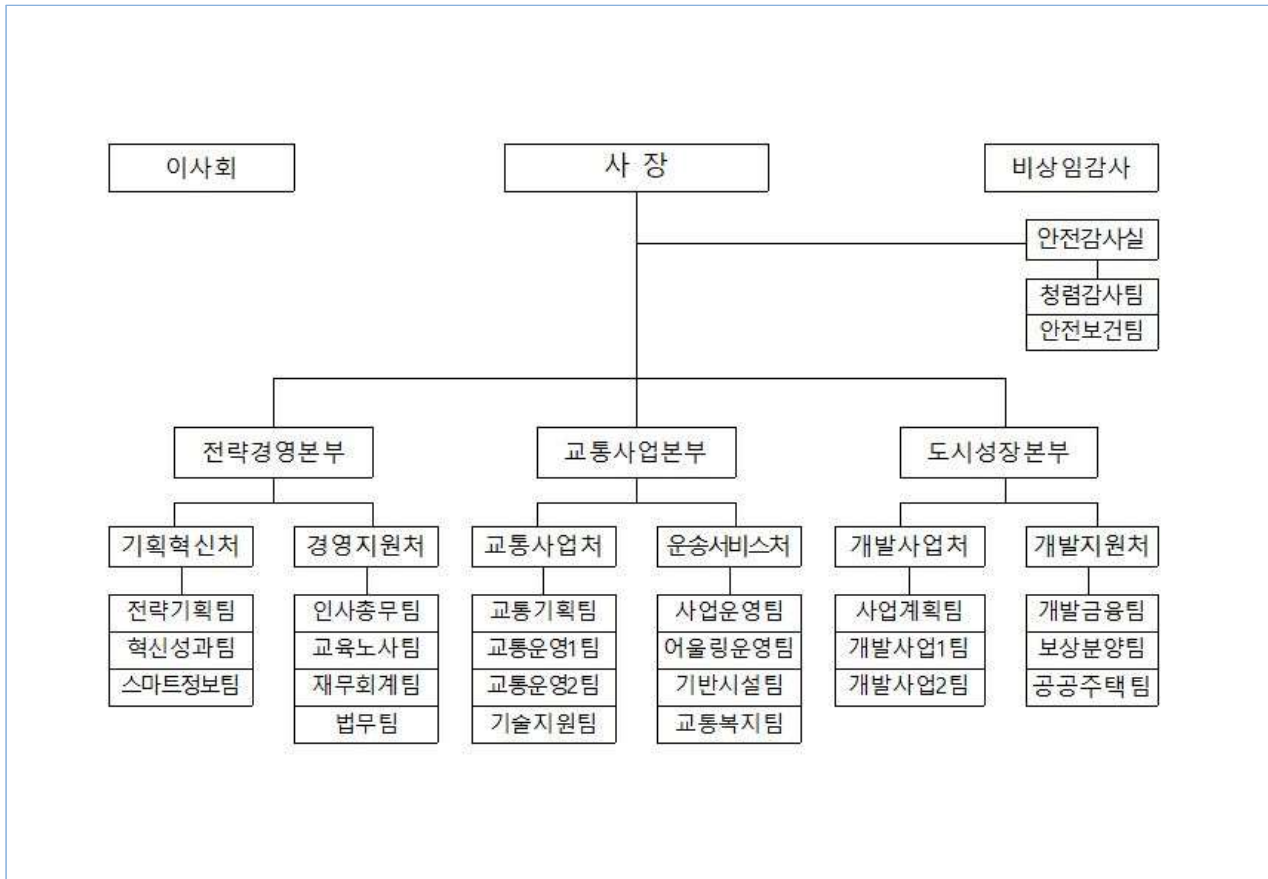 이사회
사 장
비상임감사
안전감사실
청렴감사팀
안전보건팀
전략경영본부
교통사업본부
도시성장본부
기획혁신처
경영지원처
교통사업처
운송서비스처
개발사업처
개발지원처
전략기획팀
혁신성과팀
스마트정보팀
인사총무팀
교육노사팀
재무회계팀
법무팀
교통기획팀
교통운영1팀
교통운영2팀
기술지원팀
사업운영팀
어울링운영팀
기반시설팀
교통복지팀
사업계획팀
개발사업1팀
개발사업2팀
개발금융팀
보상분양팀
공공주택팀